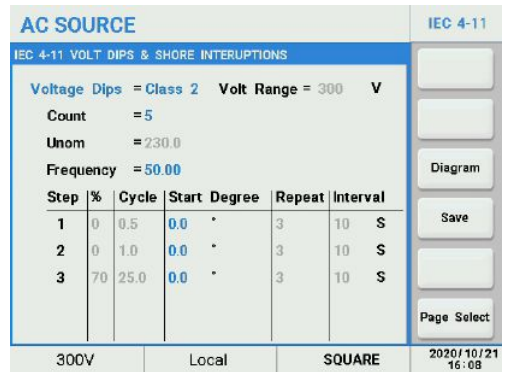 AC SOURCE
IEC 4-11
IEC 4-11 VOLT DIPS & SHORE INTERUPTIONS
Voltage Dips = Class 2 Volt Range = 300 V
Count = 5
Unom = 230.0
Frequency = 50.00
Step % Cycle Start Degree Repeat Interval
1 0 0.5 0.0 ° 3 10 S
2 0 1.0 0.0 ° 3 10 S
3 70 25.0 0.0 ° 3 10 S
Diagram
Save
Page Select
300V Local SQUARE 2020/10/21
16:08